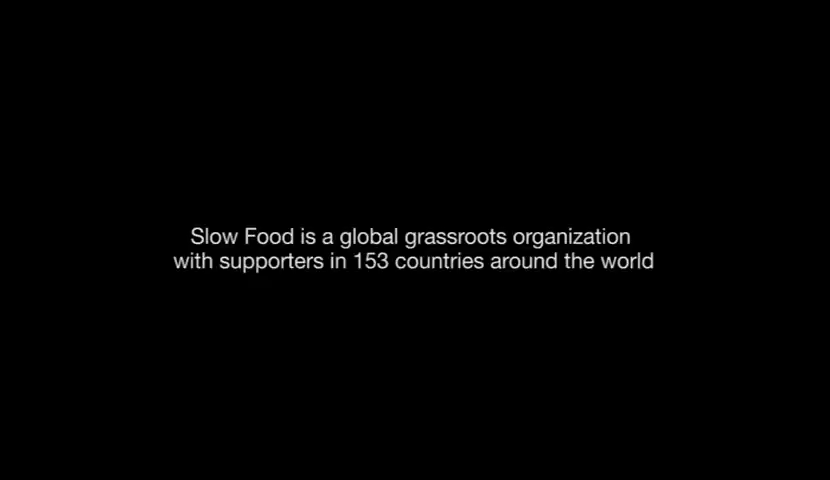 Slow Food is a global grassroots organization
with supporters in 153 countries around the world